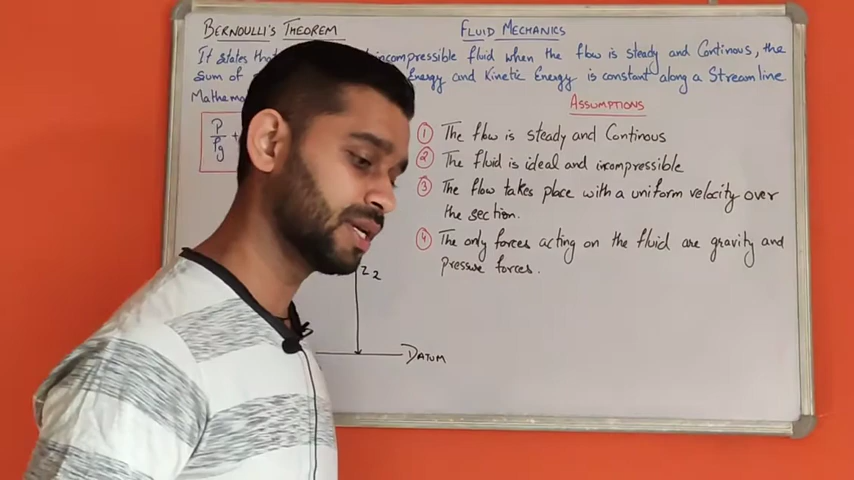 BERNOULLI'S THEOREM
FLUID MECHANICS
It states that incompressible fluid when the flow is steady and Continous, the
sum of Energy and Kinetic Energy is constant along a Streamline
Mathema
P/ρg +
ASSUMPTIONS
1 The flow is steady and Continous
2 The fluid is ideal and incompressible
3 The flow takes place with a uniform velocity over
the section.
4 The only forces acting on the fluid are gravity and
pressure forces.
Z2
DATUM